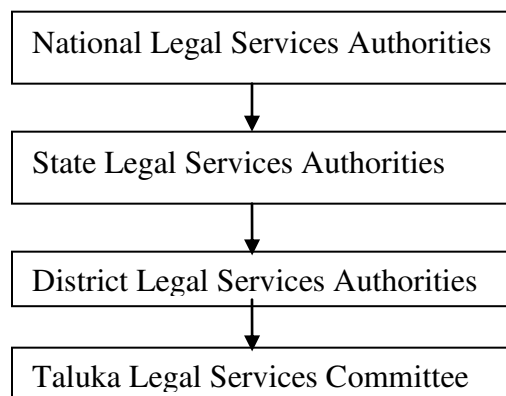 National Legal Services Authorities
State Legal Services Authorities
District Legal Services Authorities
Taluka Legal Services Committee